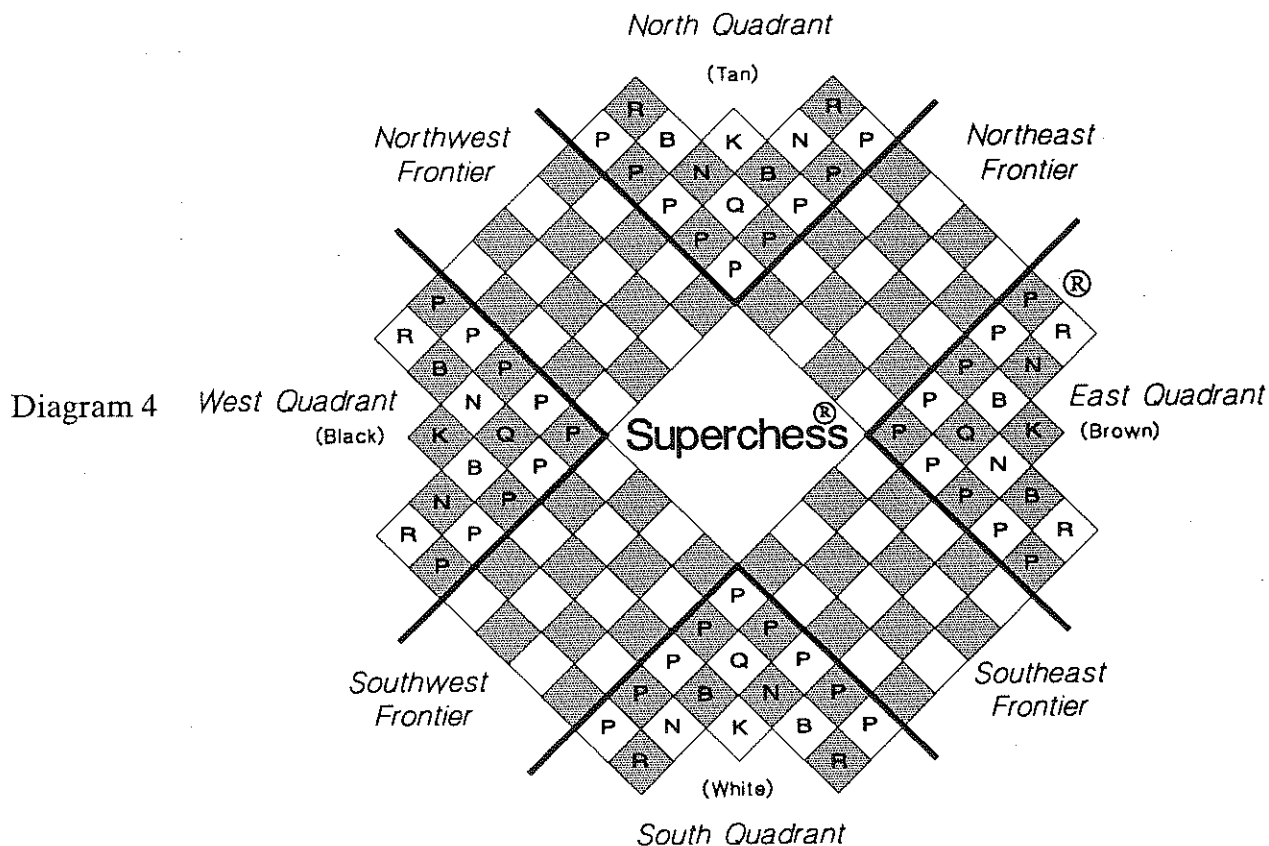 North Quadrant
(Tan)
Northwest
Frontier
Northeast
Frontier
R R
P B K N P
P N B P
P Q P
P P
P
P P ®
R P P R
B P P N
N P P B
K Q P P Q K
B P P N
N P P B
R P P R
P P
Diagram 4
West Quadrant
(Black)
Superchess®
East Quadrant
(Brown)
P
P P
P Q P
P B N P
P N K B P
R R
Southwest
Frontier
Southeast
Frontier
(White)
South Quadrant